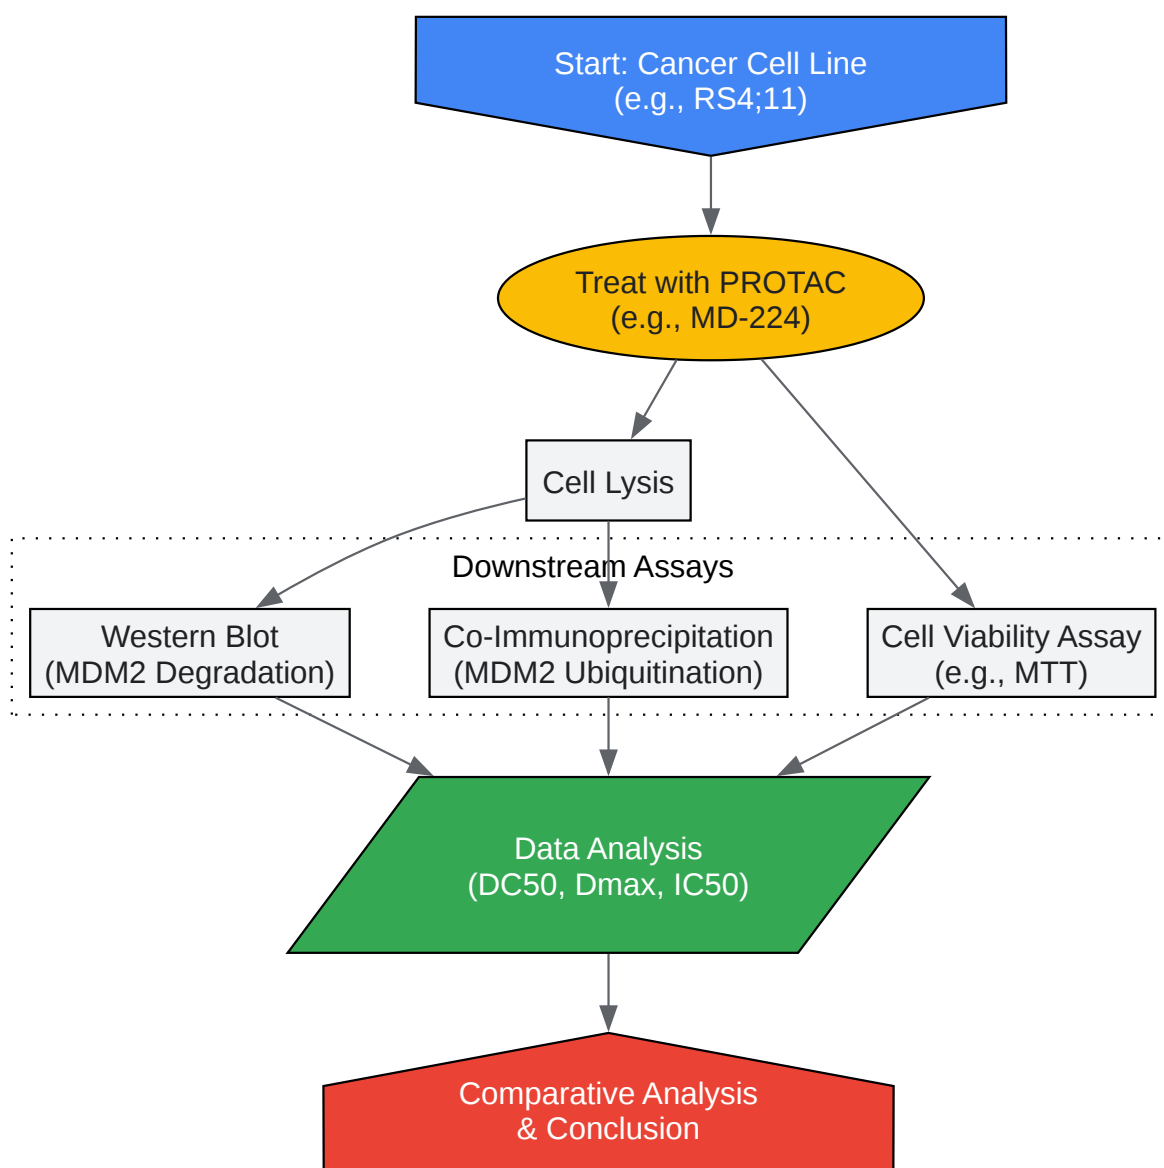 Start: Cancer Cell Line
(e.g., RS4;11)
Treat with PROTAC
(e.g., MD-224)
Cell Lysis
Downstream Assays
Western Blot
(MDM2 Degradation)
Co-Immunoprecipitation
(MDM2 Ubiquitination)
Cell Viability Assay
(e.g., MTT)
Data Analysis
(DC50, Dmax, IC50)
Comparative Analysis
& Conclusion